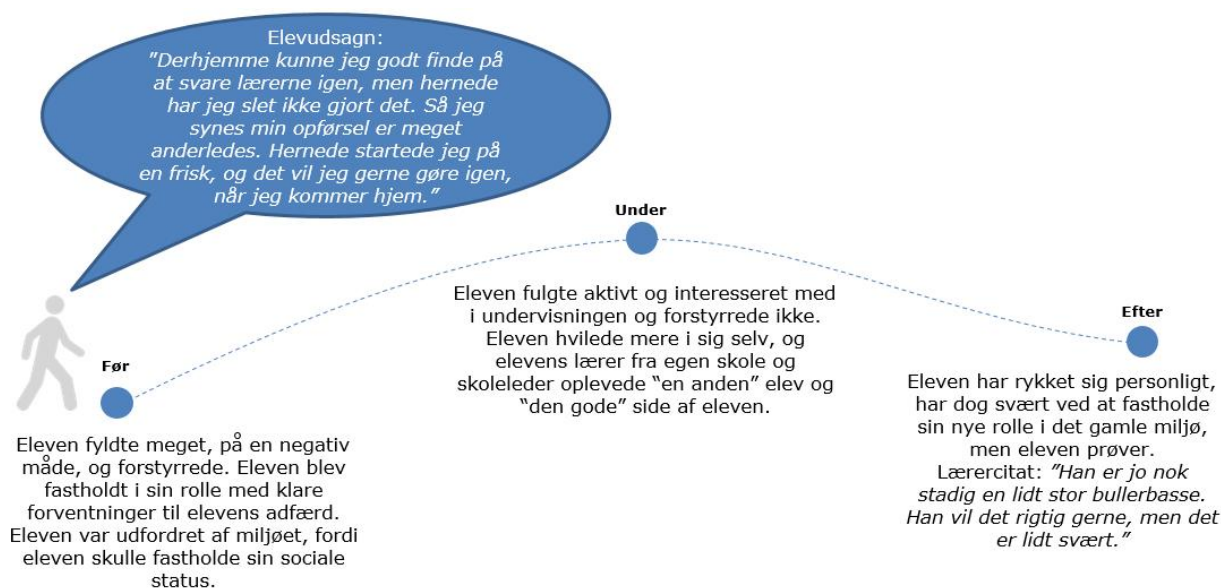 Elevudsagn:
”Derhjemme kunne jeg godt finde på
at svare lærerne igen, men hernede
har jeg slet ikke gjort det. Så jeg
synes min opførsel er meget
anderledes. Hernede startede jeg på
en frisk, og det vil jeg gerne gøre igen,
når jeg kommer hjem.”
Før
Eleven fyldte meget, på en negativ
måde, og forstyrrede. Eleven blev
fastholdt i sin rolle med klare
forventninger til elevens adfærd.
Eleven var udfordret af miljøet, fordi
eleven skulle fastholde sin sociale
status.
Under
Eleven fulgte aktivt og interesseret med
i undervisningen og forstyrrede ikke.
Eleven hvilede mere i sig selv, og
elevens lærer fra egen skole og
skoleleder oplevede “en anden” elev og
“den gode” side af eleven.
Efter
Eleven har rykket sig personligt,
har dog svært ved at fastholde
sin nye rolle i det gamle miljø,
men eleven prøver.
Lærercitat: ”Han er jo nok
stadig en lidt stor bullerbasse.
Han vil det rigtig gerne, men det
er lidt svært.”